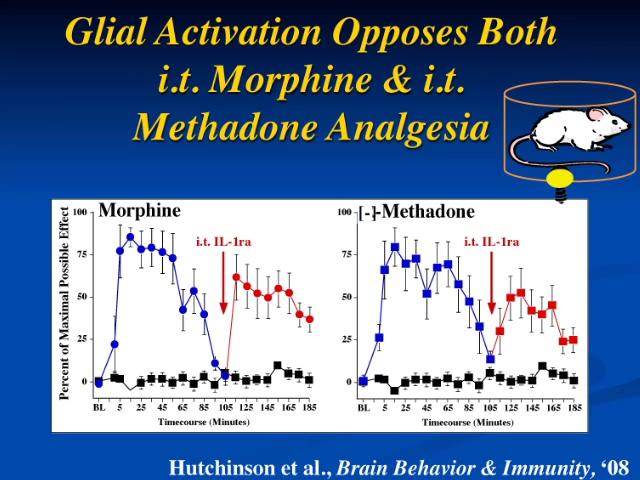 Glial Activation Opposes Both
i.t. Morphine & i.t.
Methadone Analgesia
Percent of Maximal Possible Effect
Morphine
i.t. IL-1ra
100
75
50
25
0
BL 5 25 45 65 85 105 125 145 165 185
Timecourse (Minutes)
[-]-Methadone
i.t. IL-1ra
100
75
50
25
0
BL 5 25 45 65 85 105 125 145 165 185
Timecourse (Minutes)
Hutchinson et al., Brain Behavior & Immunity, ‘08